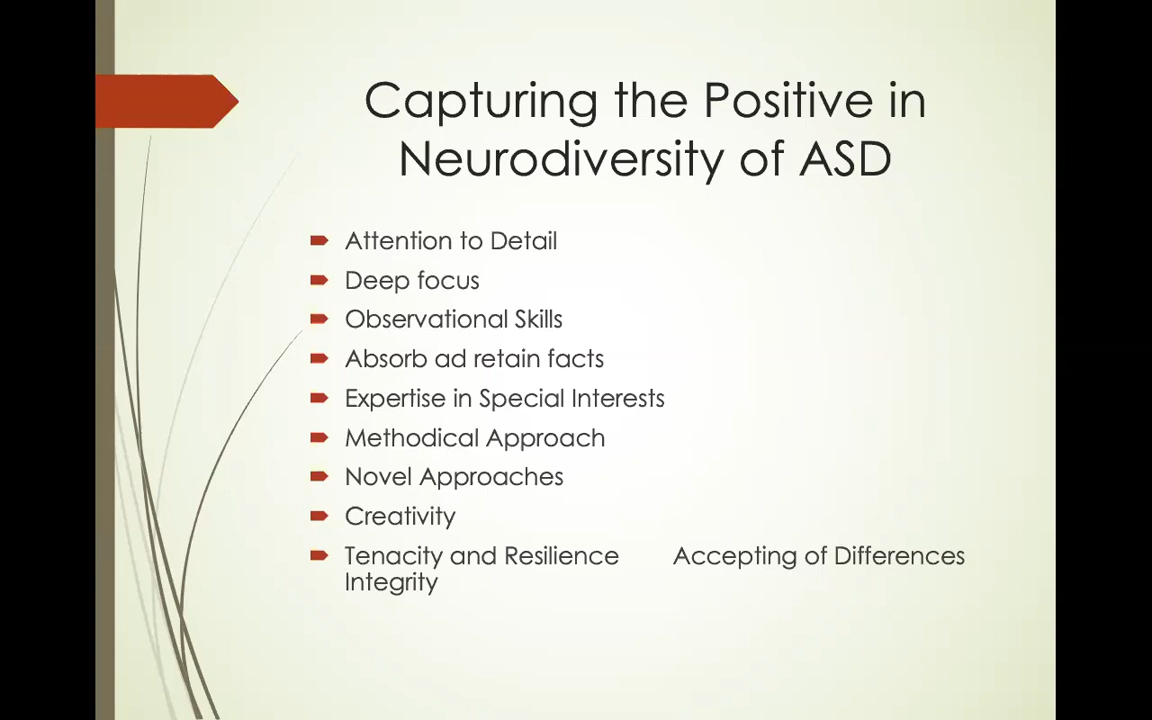 Capturing the Positive in
Neurodiversity of ASD
Attention to Detail
Deep focus
Observational Skills
Absorb ad retain facts
Expertise in Special Interests
Methodical Approach
Novel Approaches
Creativity
Tenacity and Resilience Accepting of Differences
Integrity